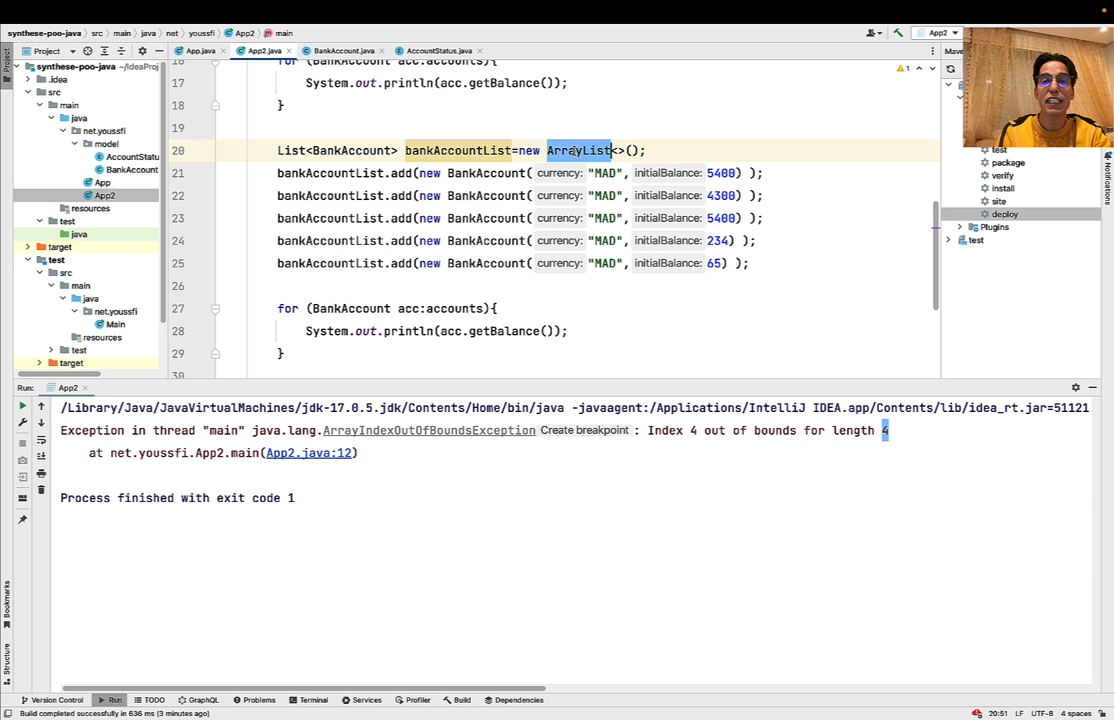 synthese-poo-java > src > main > java > net > youssfi > App2 > main
App2
Project
App.java
App2.java
BankAccount.java
AccountStatus.java
Project
synthese-poo-java ~/IdeaProj
.idea
src
main
java
net.youssfi
model
AccountStatu
BankAccount
App
App2
resources
test
java
target
test
src
main
java
net.youssfi
Main
resources
test
target
17 System.out.println(acc.getBalance());
18 }
19
20 List<BankAccount> bankAccountList=new ArrayList<>();
21 bankAccountList.add(new BankAccount( currency: "MAD", initialBalance: 5400) );
22 bankAccountList.add(new BankAccount( currency: "MAD", initialBalance: 4300) );
23 bankAccountList.add(new BankAccount( currency: "MAD", initialBalance: 5400) );
24 bankAccountList.add(new BankAccount( currency: "MAD", initialBalance: 234) );
25 bankAccountList.add(new BankAccount( currency: "MAD", initialBalance: 65) );
26
27 for (BankAccount acc:accounts){
28 System.out.println(acc.getBalance());
29 }
1
Mave
test
package
verify
install
site
deploy
Plugins
test
Notifications
Run: App2
/Library/Java/JavaVirtualMachines/jdk-17.0.5.jdk/Contents/Home/bin/java -javaagent:/Applications/IntelliJ IDEA.app/Contents/lib/idea_rt.jar=51121
Exception in thread "main" java.lang.ArrayIndexOutOfBoundsException Create breakpoint : Index 4 out of bounds for length 4
at net.youssfi.App2.main(App2.java:12)
Process finished with exit code 1
Bookmarks
Structure
Version Control Run TODO GraphQL Problems Terminal Services Profiler Build Dependencies
Build completed successfully in 636 ms (3 minutes ago)
20:51 LF UTF-8 4 spaces